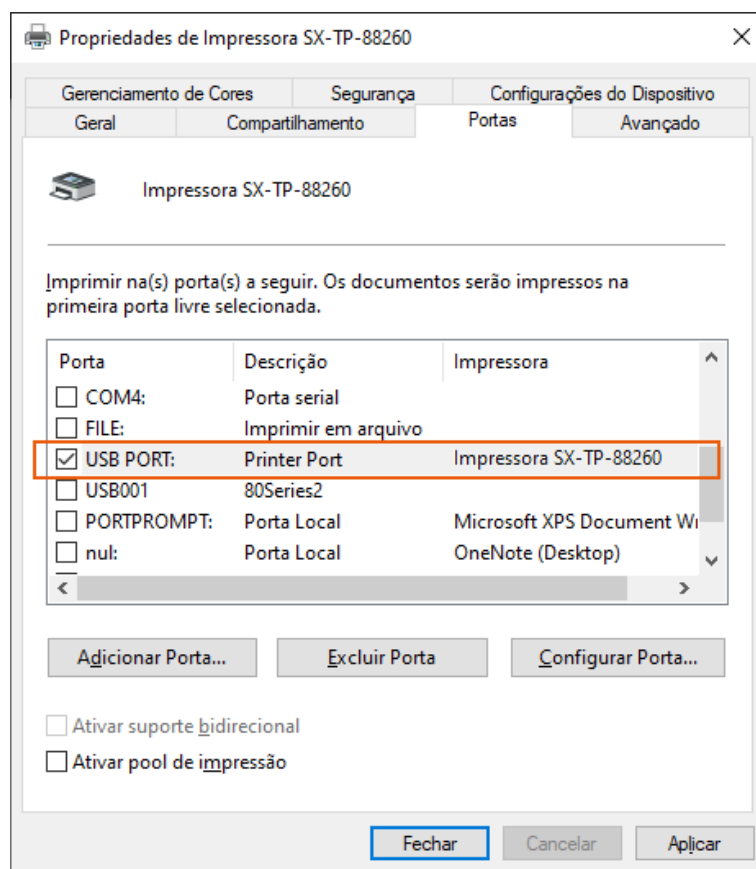 Propriedades de Impressora SX-TP-88260
Gerenciamento de Cores Segurança Configurações do Dispositivo
Geral Compartilhamento Portas Avançado
Impressora SX-TP-88260
Imprimir na(s) porta(s) a seguir. Os documentos serão impressos na
primeira porta livre selecionada.
Porta Descrição Impressora
COM4: Porta serial
FILE: Imprimir em arquivo
USB PORT: Printer Port Impressora SX-TP-88260
USB001 80Series2
PORTPROMPT: Porta Local Microsoft XPS Document Wr
nul: Porta Local OneNote (Desktop)
Adicionar Porta... Excluir Porta Configurar Porta...
Ativar suporte bidirecional
Ativar pool de impressão
Fechar Cancelar Aplicar